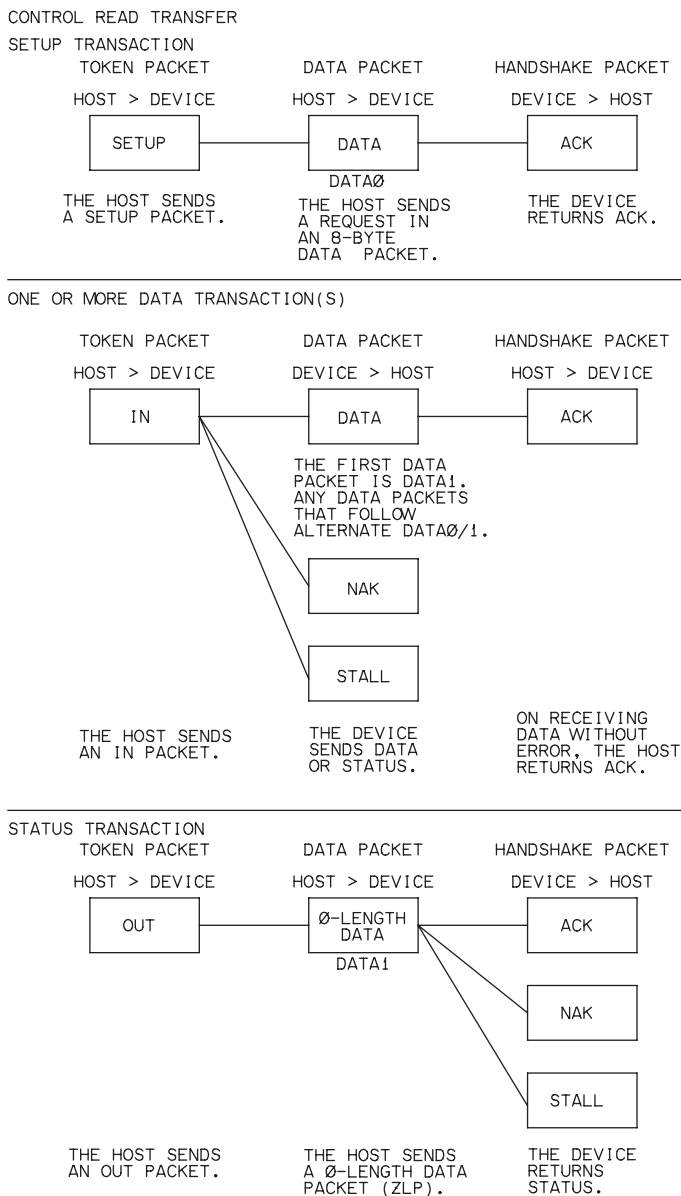 CONTROL READ TRANSFER
SETUP TRANSACTION
TOKEN PACKET
DATA PACKET
HANDSHAKE PACKET
HOST > DEVICE
HOST > DEVICE
DEVICE > HOST
SETUP
DATA
ACK
DATAØ
THE HOST SENDS
A SETUP PACKET.
THE HOST SENDS
A REQUEST IN
AN 8-BYTE
DATA PACKET.
THE DEVICE
RETURNS ACK.
ONE OR MORE DATA TRANSACTION(S)
TOKEN PACKET
DATA PACKET
HANDSHAKE PACKET
HOST > DEVICE
DEVICE > HOST
HOST > DEVICE
IN
DATA
ACK
THE FIRST DATA
PACKET IS DATA1.
ANY DATA PACKETS
THAT FOLLOW
ALTERNATE DATAØ/1.
NAK
STALL
THE HOST SENDS
AN IN PACKET.
THE DEVICE
SENDS DATA
OR STATUS.
ON RECEIVING
DATA WITHOUT
ERROR, THE HOST
RETURNS ACK.
STATUS TRANSACTION
TOKEN PACKET
DATA PACKET
HANDSHAKE PACKET
HOST > DEVICE
HOST > DEVICE
DEVICE > HOST
OUT
Ø-LENGTH
DATA
ACK
DATA1
NAK
STALL
THE HOST SENDS
AN OUT PACKET.
THE HOST SENDS
A Ø-LENGTH DATA
PACKET (ZLP).
THE DEVICE
RETURNS
STATUS.